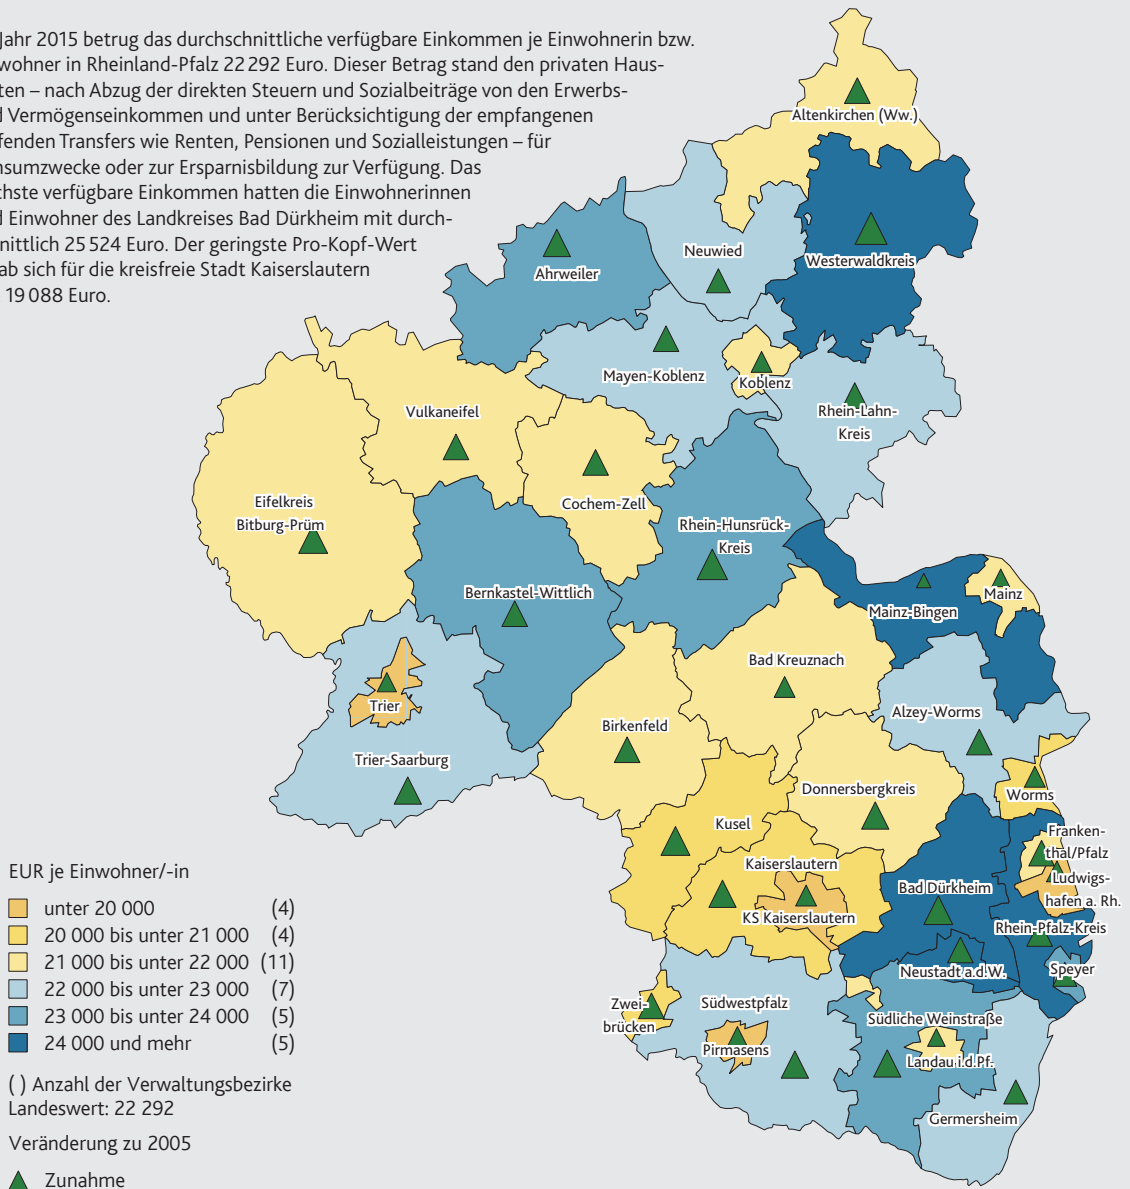 Jahr 2015 betrug das durchschnittliche verfügbare Einkommen je Einwohnerin bzw.
wohner in Rheinland-Pfalz 22 292 Euro. Dieser Betrag stand den privaten Haus-
ten – nach Abzug der direkten Steuern und Sozialbeiträge von den Erwerbs-
d Vermögenseinkommen und unter Berücksichtigung der empfangenen
fenden Transfers wie Renten, Pensionen und Sozialleistungen – für
nsumzwecke oder zur Ersparnisbildung zur Verfügung. Das
chste verfügbare Einkommen hatten die Einwohnerinnen
d Einwohner des Landkreises Bad Dürkheim mit durch-
nittlich 25 524 Euro. Der geringste Pro-Kopf-Wert
ab sich für die kreisfreie Stadt Kaiserslautern
19 088 Euro.
Altenkirchen (Ww.)
Neuwied
Westerwaldkreis
Ahrweiler
Mayen-Koblenz
Koblenz
Rhein-Lahn-
Kreis
Vulkaneifel
Cochem-Zell
Eifelkreis
Bitburg-Prüm
Rhein-Hunsrück-
Kreis
Bernkastel-Wittlich
Mainz-Bingen
Mainz
Bad Kreuznach
Trier
Alzey-Worms
Birkenfeld
Trier-Saarburg
Donnersbergkreis
Worms
Kusel
Franken-
thal/Pfalz
Kaiserslautern
Ludwigs-
hafen a. Rh.
Bad Dürkheim
KS Kaiserslautern
Rhein-Pfalz-Kreis
Neustadt a.d.W.
Speyer
Zwei-
brücken
Südwestpfalz
Südliche Weinstraße
Pirmasens
Landau i.d.Pf.
Germersheim
EUR je Einwohner/-in
unter 20 000 (4)
20 000 bis unter 21 000 (4)
21 000 bis unter 22 000 (11)
22 000 bis unter 23 000 (7)
23 000 bis unter 24 000 (5)
24 000 und mehr (5)
( ) Anzahl der Verwaltungsbezirke
Landeswert: 22 292
Veränderung zu 2005
Zunahme